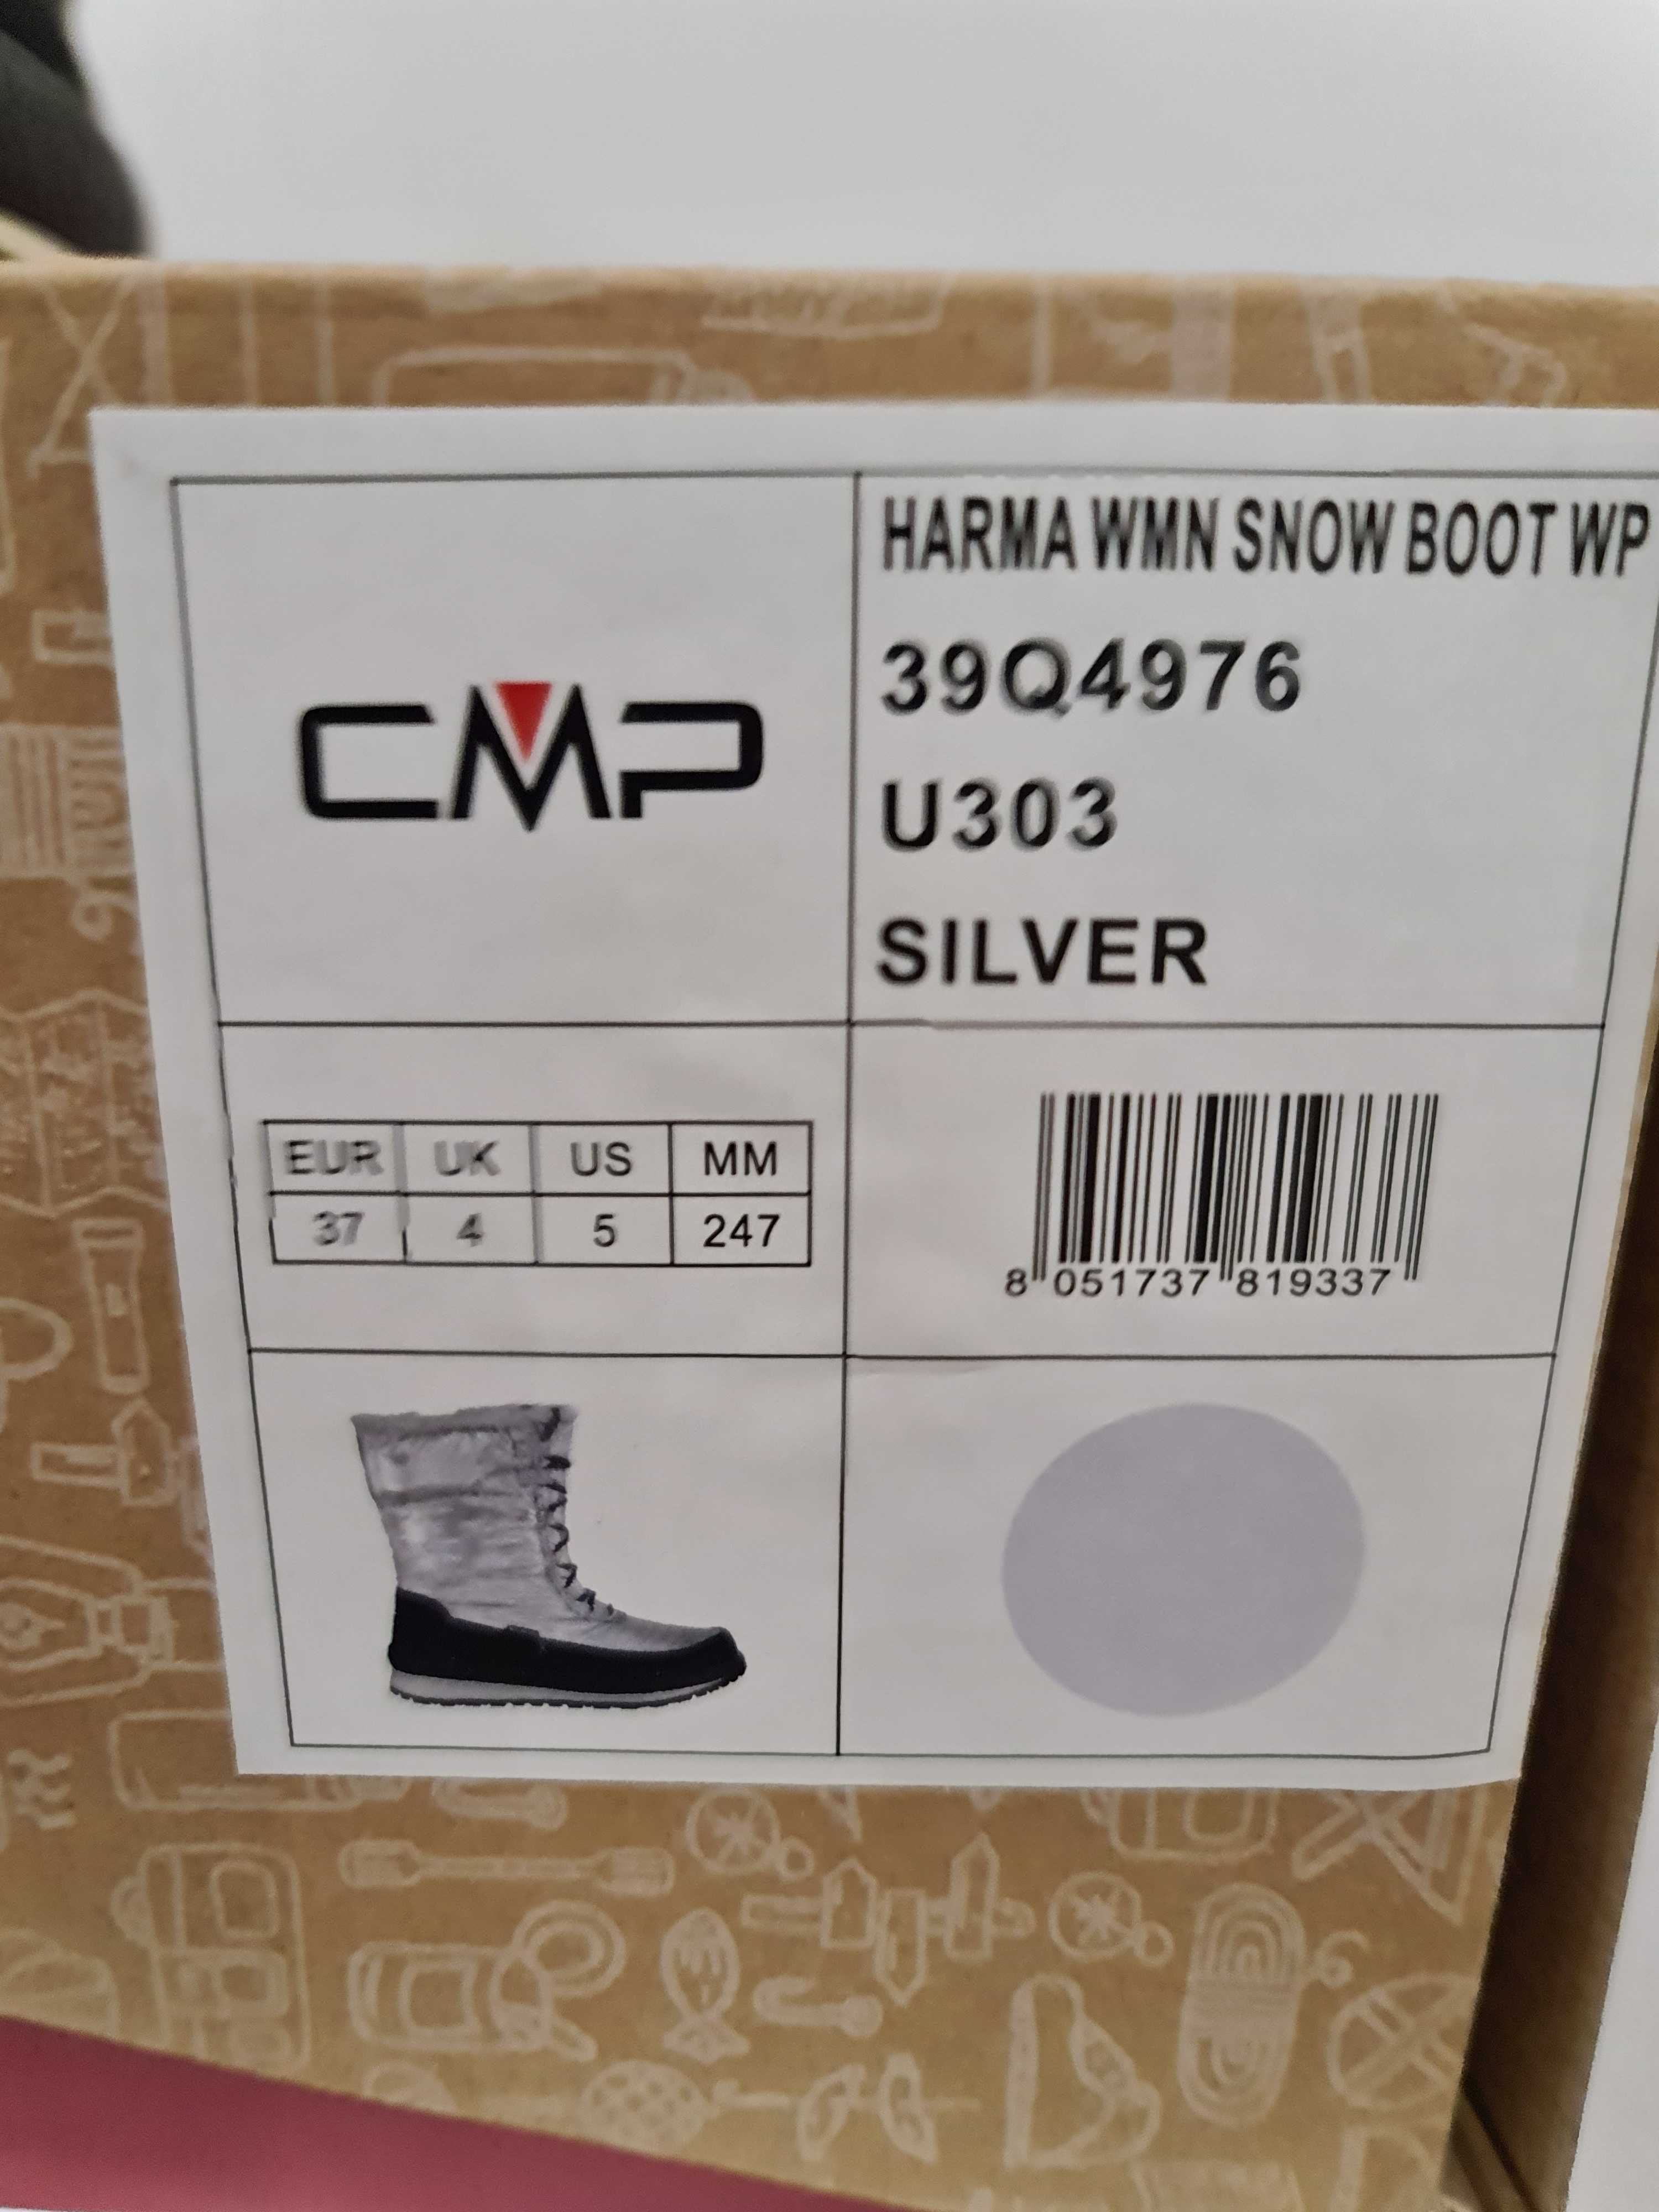 CMP
HARMA WMN SNOW BOOT WP
39Q4976
U303
SILVER
EUR UK US MM
37 4 5 247
8 051737 819337